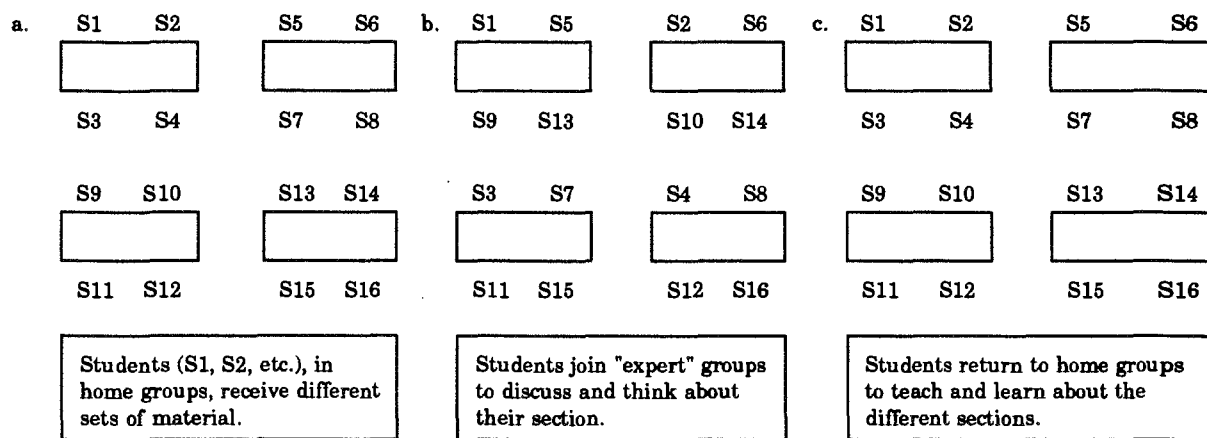 a. S1 S2 S5 S6 b. S1 S5 S2 S6 c. S1 S2 S5 S6
S3 S4 S7 S8 S9 S13 S10 S14 S3 S4 S7 S8
S9 S10 S13 S14 S3 S7 S4 S8 S9 S10 S13 S14
S11 S12 S15 S16 S11 S15 S12 S16 S11 S12 S15 S16
Students (S1, S2, etc.), in
home groups, receive different
sets of material.
Students join "expert" groups
to discuss and think about
their section.
Students return to home groups
to teach and learn about the
different sections.